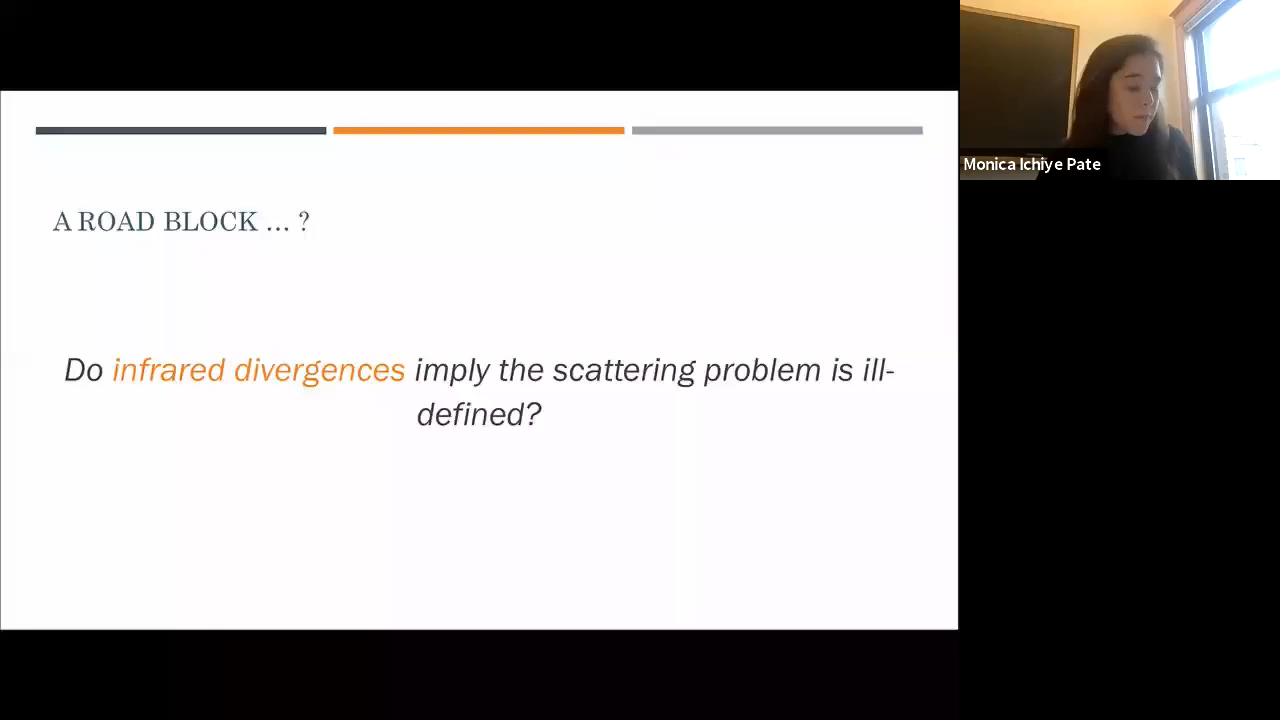 A ROAD BLOCK … ?
Do infrared divergences imply the scattering problem is ill-
defined?
Monica Ichiye Pate